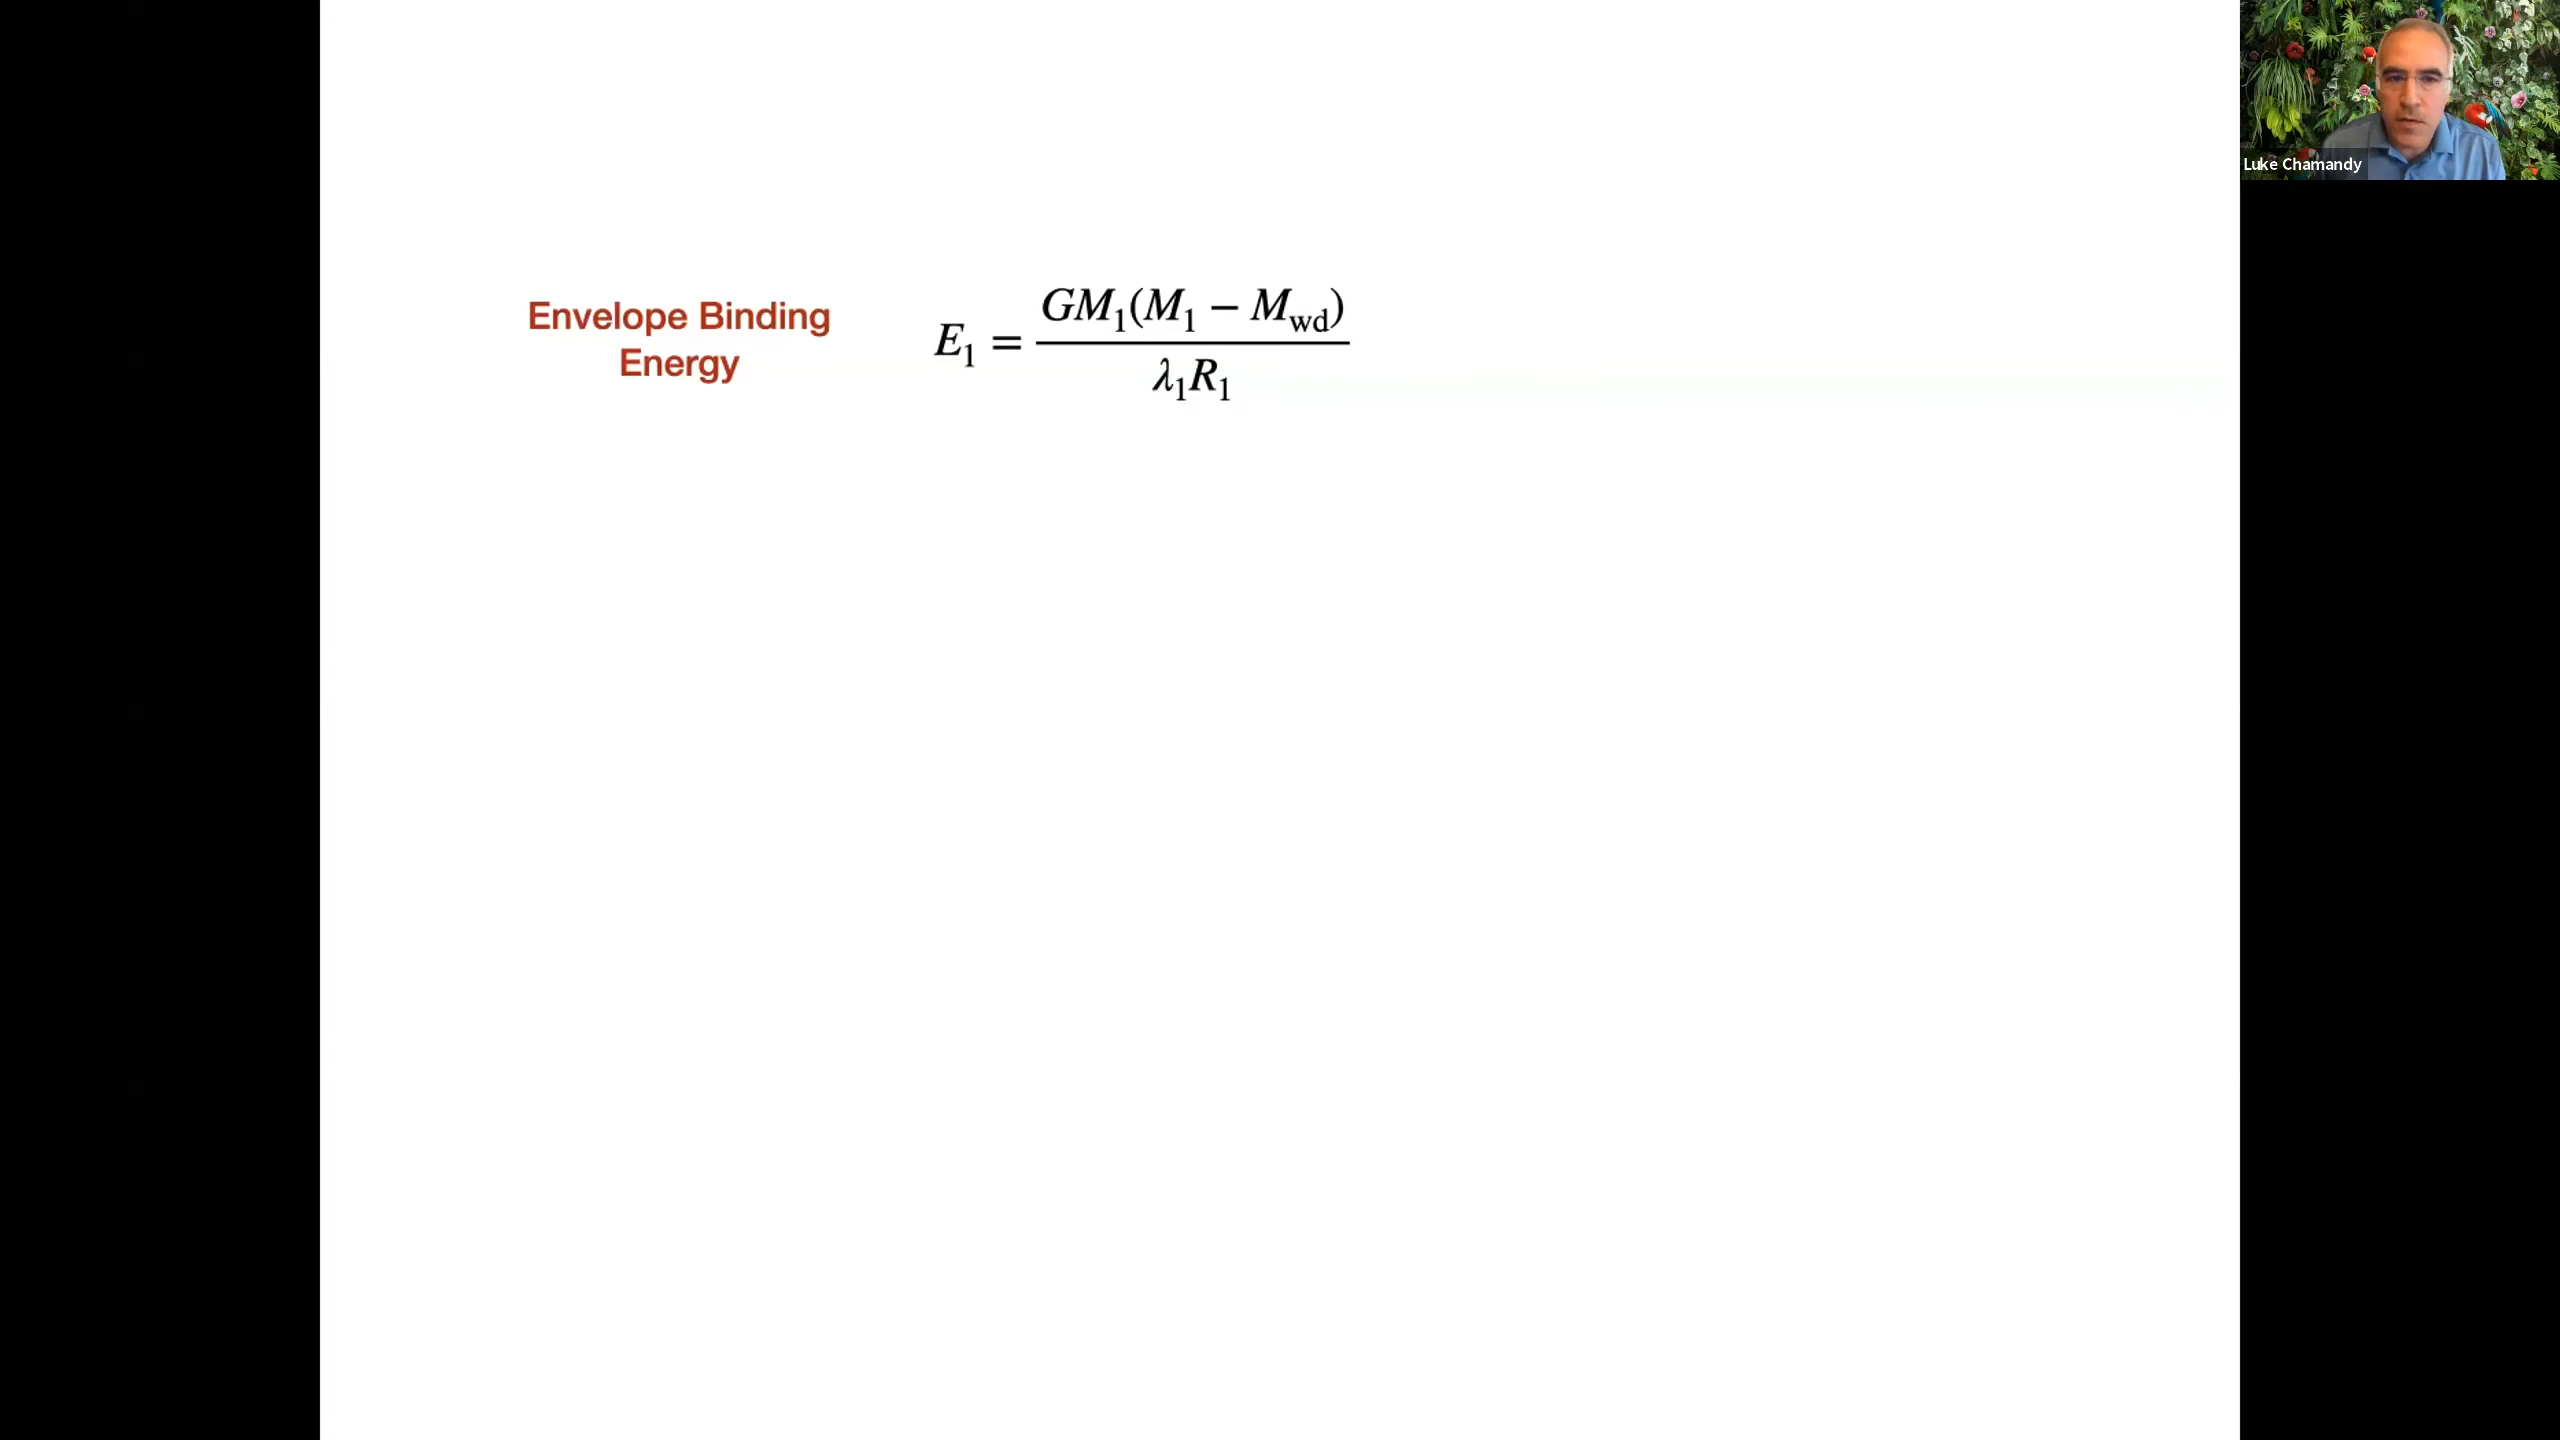 Envelope Binding
Energy
E₁ = GM₁(M₁ − M_wd) / λ₁R₁
Luke Chamandy